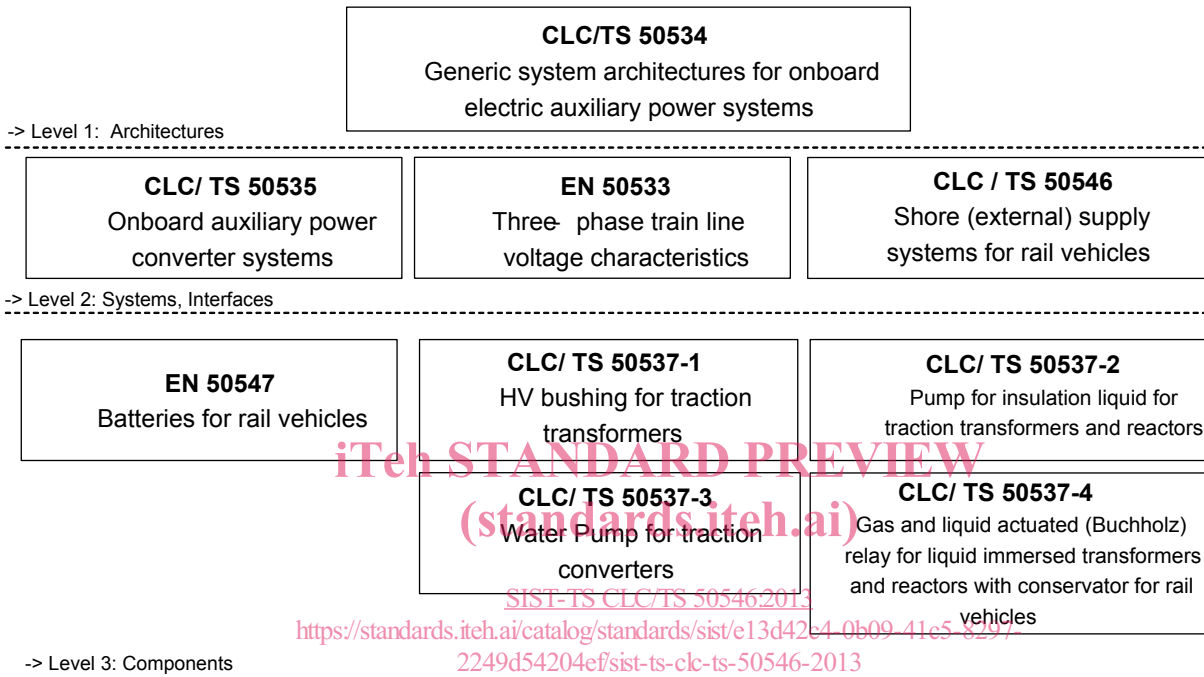 CLC/TS 50534
Generic system architectures for onboard
electric auxiliary power systems
-> Level 1: Architectures
CLC/ TS 50535
Onboard auxiliary power
converter systems
EN 50533
Three- phase train line
voltage characteristics
CLC / TS 50546
Shore (external) supply
systems for rail vehicles
-> Level 2: Systems, Interfaces
EN 50547
Batteries for rail vehicles
CLC/ TS 50537-1
HV bushing for traction
transformers
CLC/ TS 50537-2
Pump for insulation liquid for
traction transformers and reactors
iTeh STANDARD PREVIEW
(standards.iteh.ai)
CLC/ TS 50537-3
Water Pump for traction
converters
CLC/ TS 50537-4
Gas and liquid actuated (Buchholz)
relay for liquid immersed transformers
and reactors with conservator for rail
vehicles
SIST-TS CLC/TS 50546:2013
https://standards.iteh.ai/catalog/standards/sist/e13d42c4-0b09-41c5-8297-
2249d54204ef/sist-ts-clc-ts-50546-2013
-> Level 3: Components